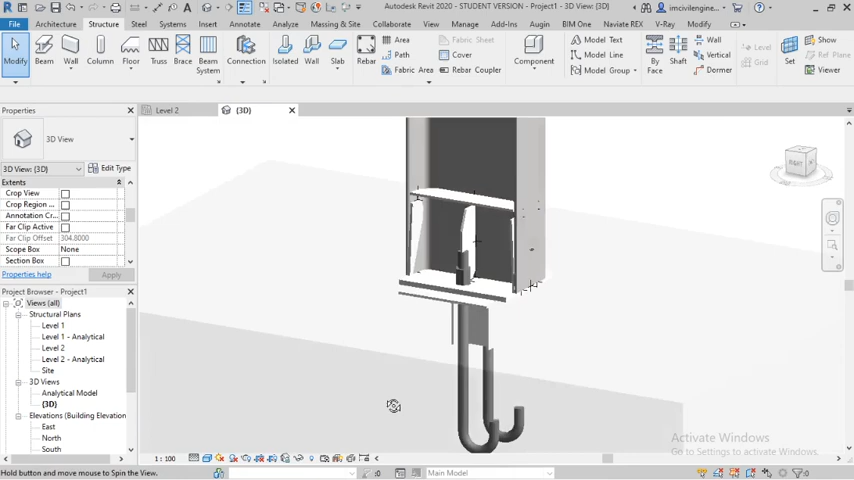 Autodesk Revit 2020 - STUDENT VERSION - Project1 - 3D View: {3D}
imcivilengine...
File Architecture Structure Steel Systems Insert Annotate Analyze Massing & Site Collaborate View Manage Add-Ins Augin BIM One Naviate REX V-Ray Modify
Modify Beam Wall Column Floor Truss Brace Beam System Connection Isolated Wall Slab Rebar Area Path Fabric Area Fabric Sheet Cover Rebar Coupler Component Model Text Model Line Model Group By Face Shaft Wall Vertical Dormer Level Grid Set Show Ref Plane Viewer
Properties
Level 2
{3D}
3D View
3D View: {3D}
Edit Type
Extents
Crop View
Crop Region ...
Annotation Cr...
Far Clip Active
Far Clip Offset 304.8000
Scope Box None
Section Box
Properties help
Apply
Project Browser - Project1
Views (all)
Structural Plans
Level 1
Level 1 - Analytical
Level 2
Level 2 - Analytical
Site
3D Views
Analytical Model
{3D}
Elevations (Building Elevation
East
North
South
RIGHT
Activate Windows
Go to Settings to activate Windows.
1 : 100
Hold button and move mouse to Spin the View.
:0
Main Model
:0